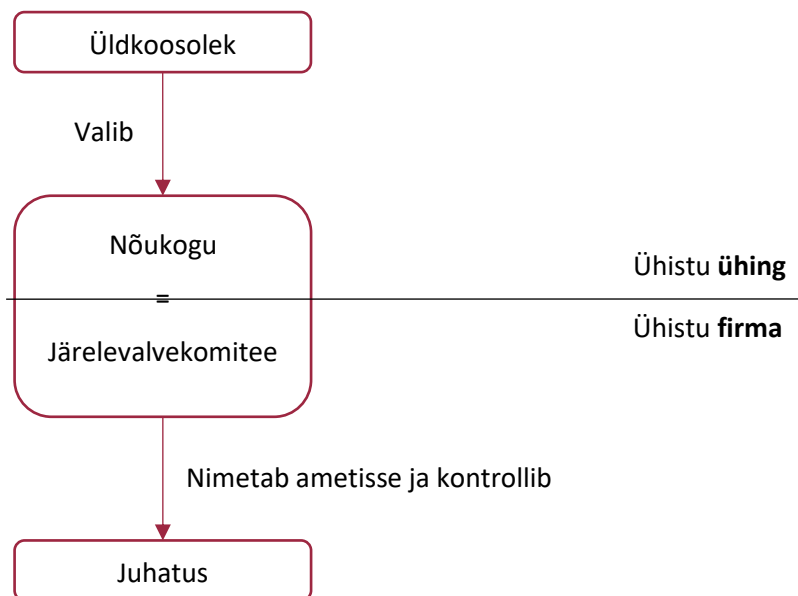 Üldkoosolek
Valib
Nõukogu
Ühistu ühing
=
Ühistu firma
Järelevalvekomitee
Nimetab ametisse ja kontrollib
Juhatus